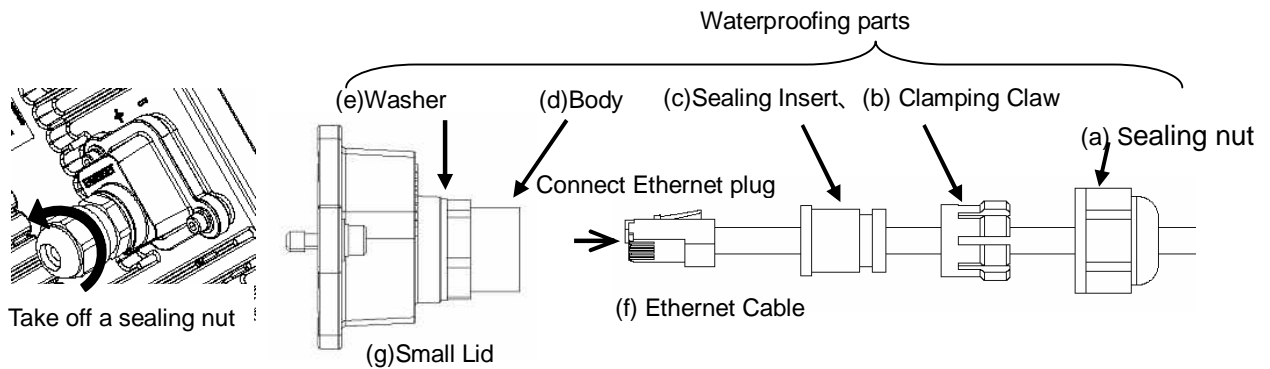 Waterproofing parts
(e)Washer
(d)Body
(c)Sealing Insert、 (b) Clamping Claw
(a) Sealing nut
Connect Ethernet plug
Take off a sealing nut
(f) Ethernet Cable
(g)Small Lid